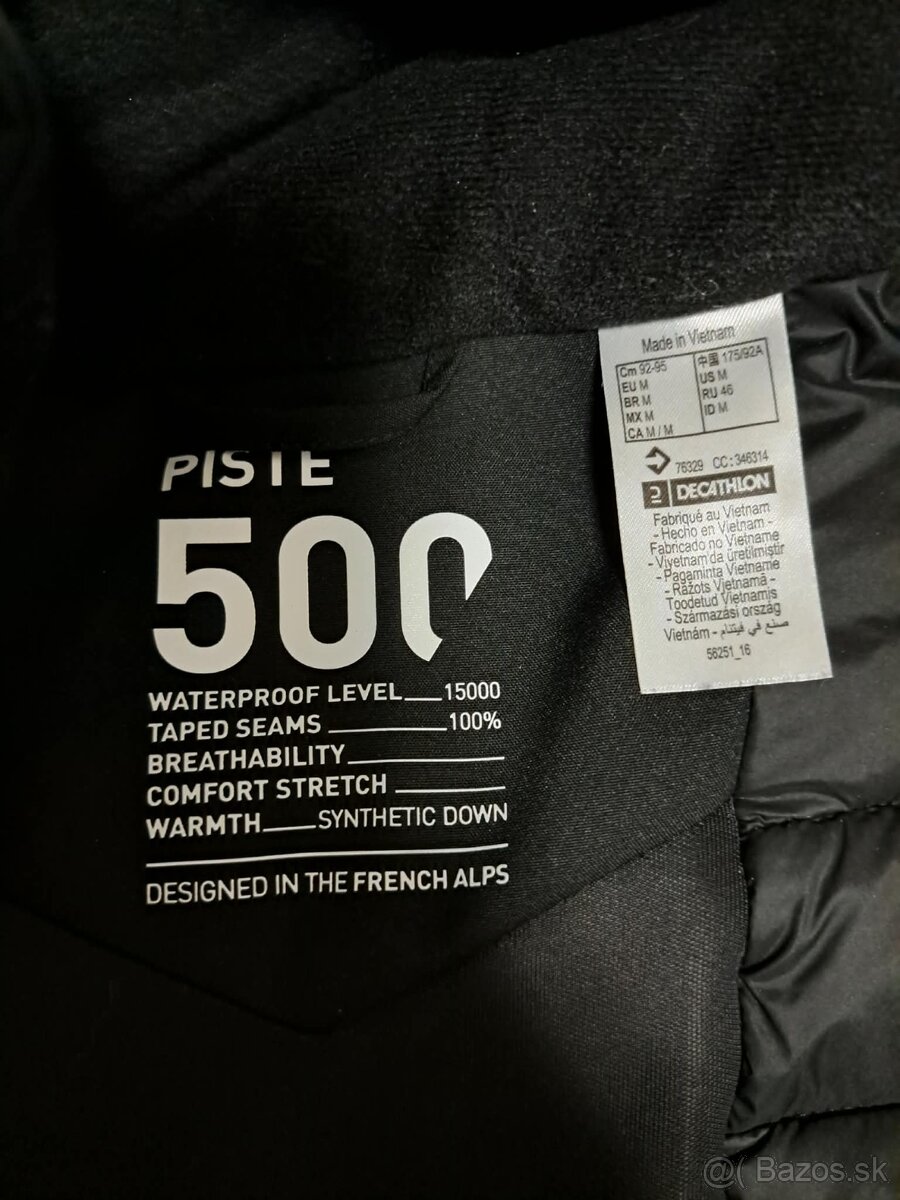 Made in Vietnam
Cm 92-95
EU M
BR M
MX M
CA M / M
中国 175/92A
US M
RU 46
ID M
76329 CC : 346314
DECATHLON
Fabriqué au Vietnam
- Hecho en Vietnam -
Fabricado no Vietname
- Viyetnam da üretilmiştir
- Pagaminta Vietname
- Ražots Vjetnamā -
Toodetud Vietnamis
- Származási ország
Vietnám - صنع في فيتنام
56251_16
PISTE
500
WATERPROOF LEVEL 15000
TAPED SEAMS 100%
BREATHABILITY
COMFORT STRETCH
WARMTH SYNTHETIC DOWN
DESIGNED IN THE FRENCH ALPS
@( Bazos.sk